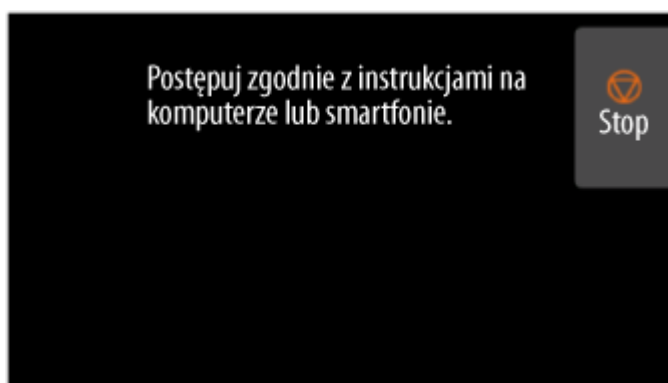 Postępuj zgodnie z instrukcjami na
komputerze lub smartfonie.
Stop